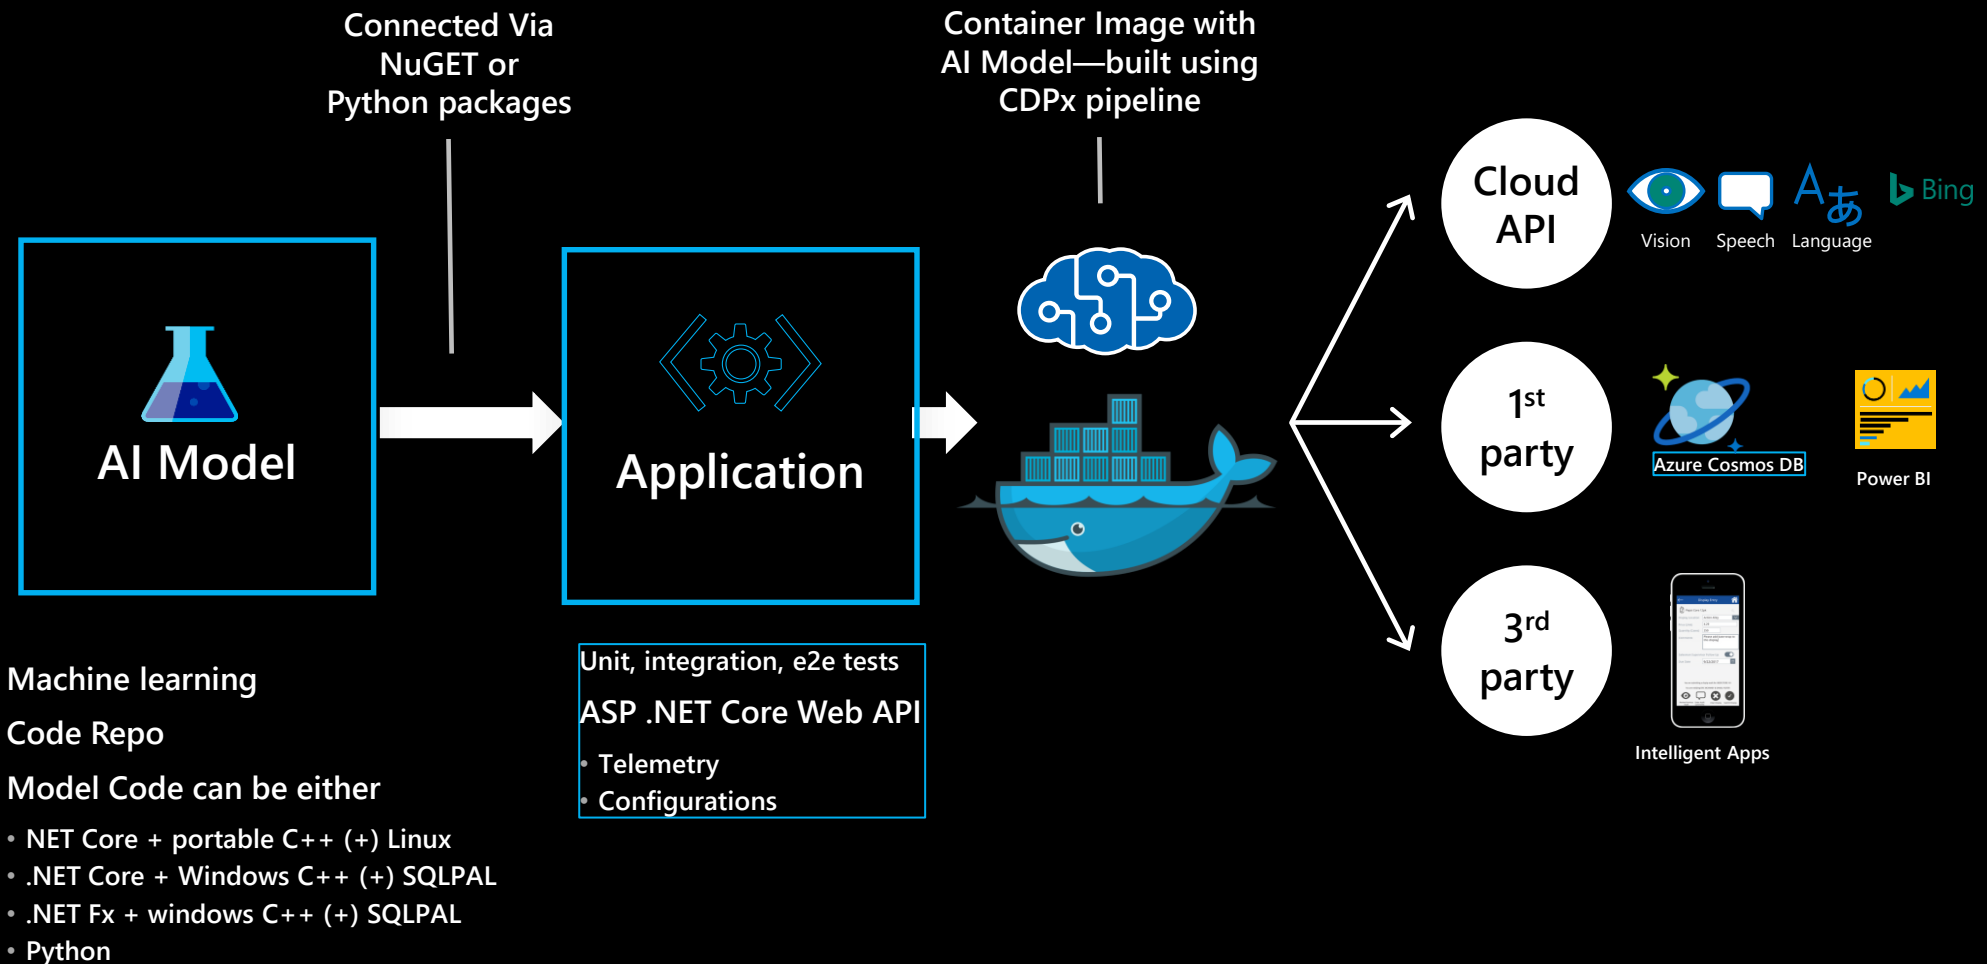 Connected Via
NuGET or
Python packages
Container Image with
AI Model—built using
CDPx pipeline
Cloud
API
Vision
Speech
Language
Bing
AI Model
Application
1st
party
Azure Cosmos DB
Power BI
3rd
party
Intelligent Apps
Machine learning
Code Repo
Model Code can be either
• NET Core + portable C++ (+) Linux
• .NET Core + Windows C++ (+) SQLPAL
• .NET Fx + windows C++ (+) SQLPAL
• Python
Unit, integration, e2e tests
ASP .NET Core Web API
• Telemetry
• Configurations
Aあ